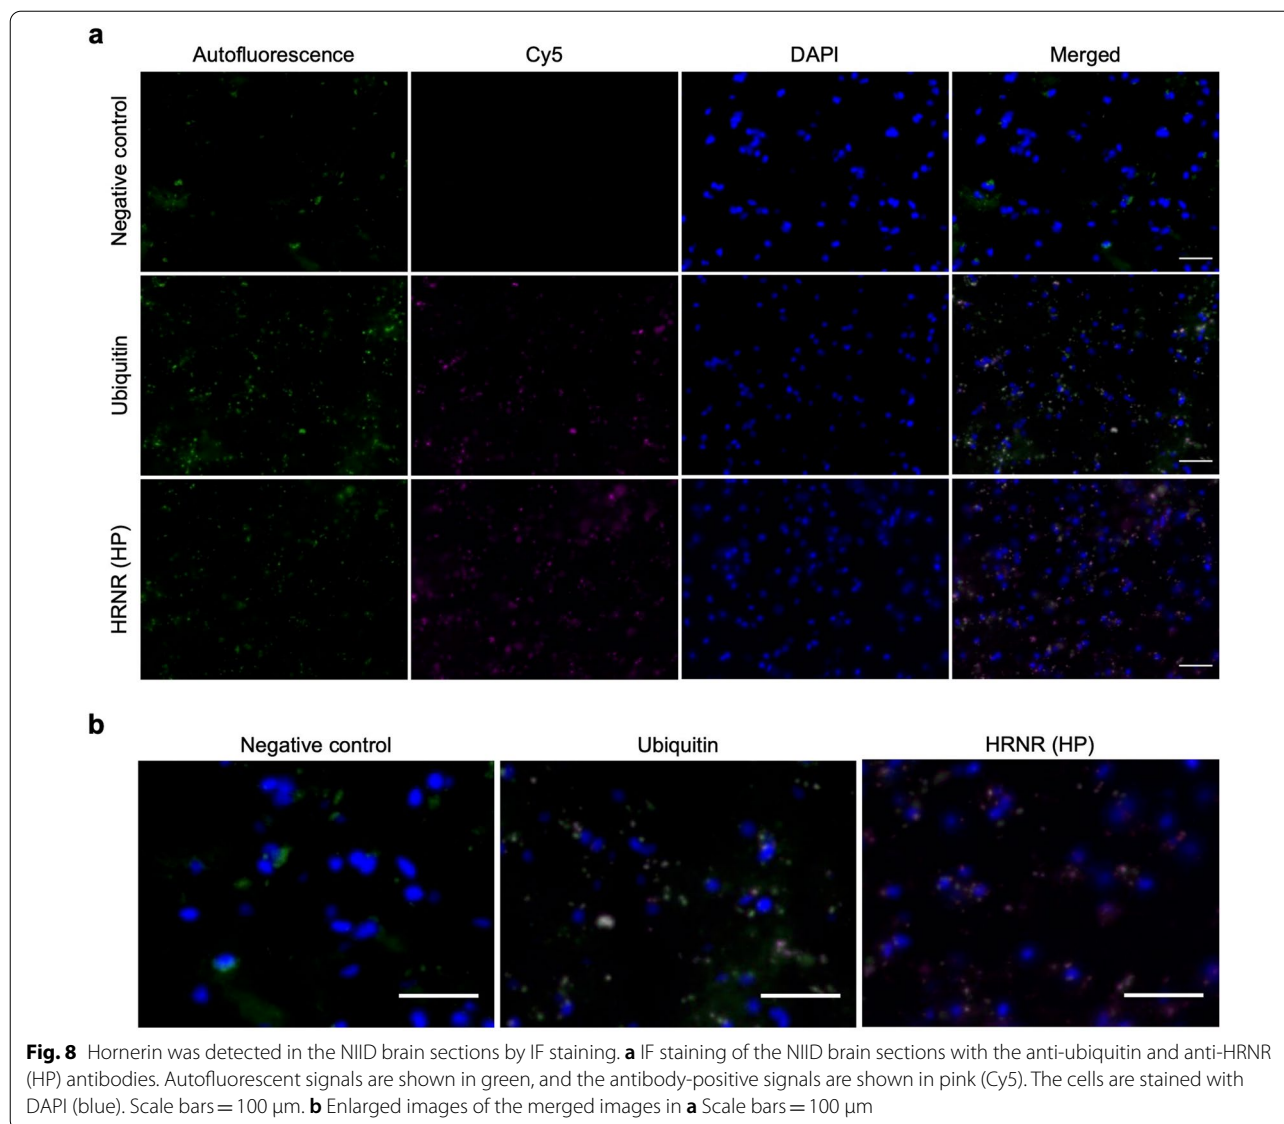 a
Autofluorescence Cy5 DAPI Merged
Negative control
Ubiquitin
HRNR (HP)
b
Negative control Ubiquitin HRNR (HP)
Fig. 8 Hornerin was detected in the NIID brain sections by IF staining. a IF staining of the NIID brain sections with the anti-ubiquitin and anti-HRNR
(HP) antibodies. Autofluorescent signals are shown in green, and the antibody-positive signals are shown in pink (Cy5). The cells are stained with
DAPI (blue). Scale bars = 100 μm. b Enlarged images of the merged images in a Scale bars = 100 μm